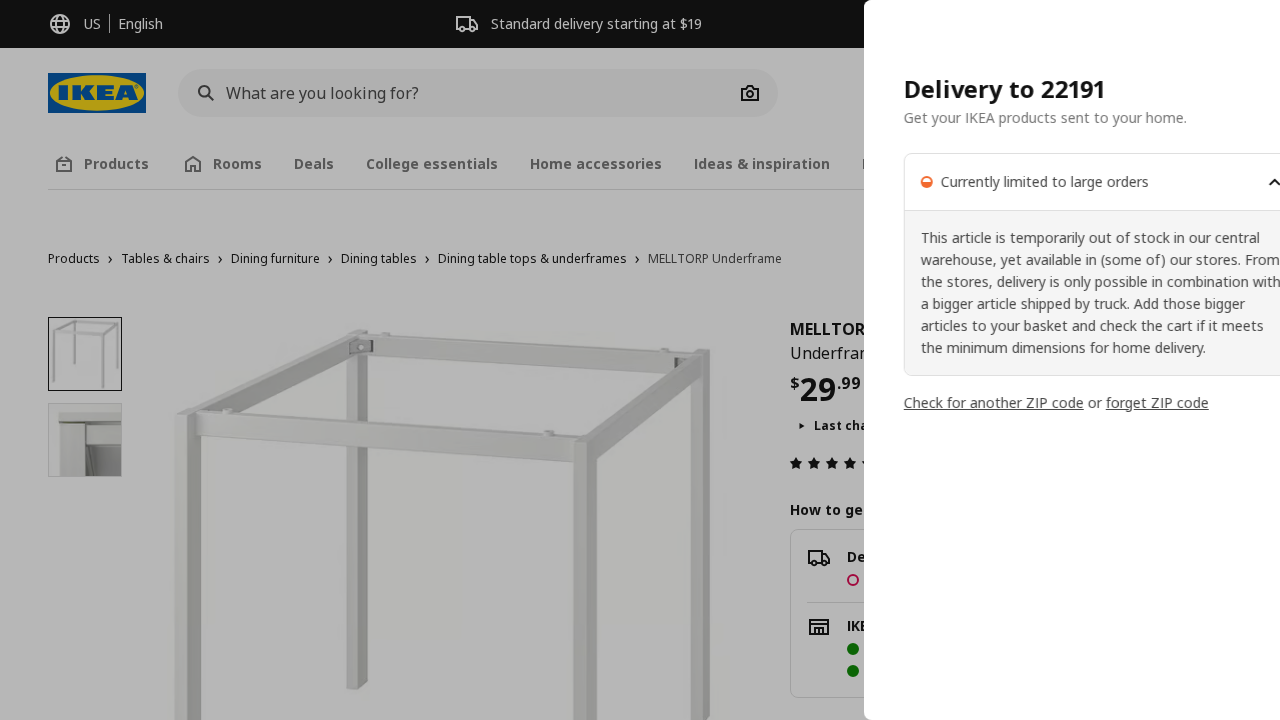 US
English
Standard delivery starting at $19
IKEA
What are you looking for?
Products
Rooms
Deals
College essentials
Home accessories
Ideas & inspiration
Products › Tables & chairs › Dining furniture › Dining tables › Dining table tops & underframes › MELLTORP Underframe
$29.99
How to ge
Delivery to 22191
Get your IKEA products sent to your home.
Currently limited to large orders
This article is temporarily out of stock in our central
warehouse, yet available in (some of) our stores. From
the stores, delivery is only possible in combination with
a bigger article shipped by truck. Add those bigger
articles to your basket and check the cart if it meets
the minimum dimensions for home delivery.
Check for another ZIP code or forget ZIP code